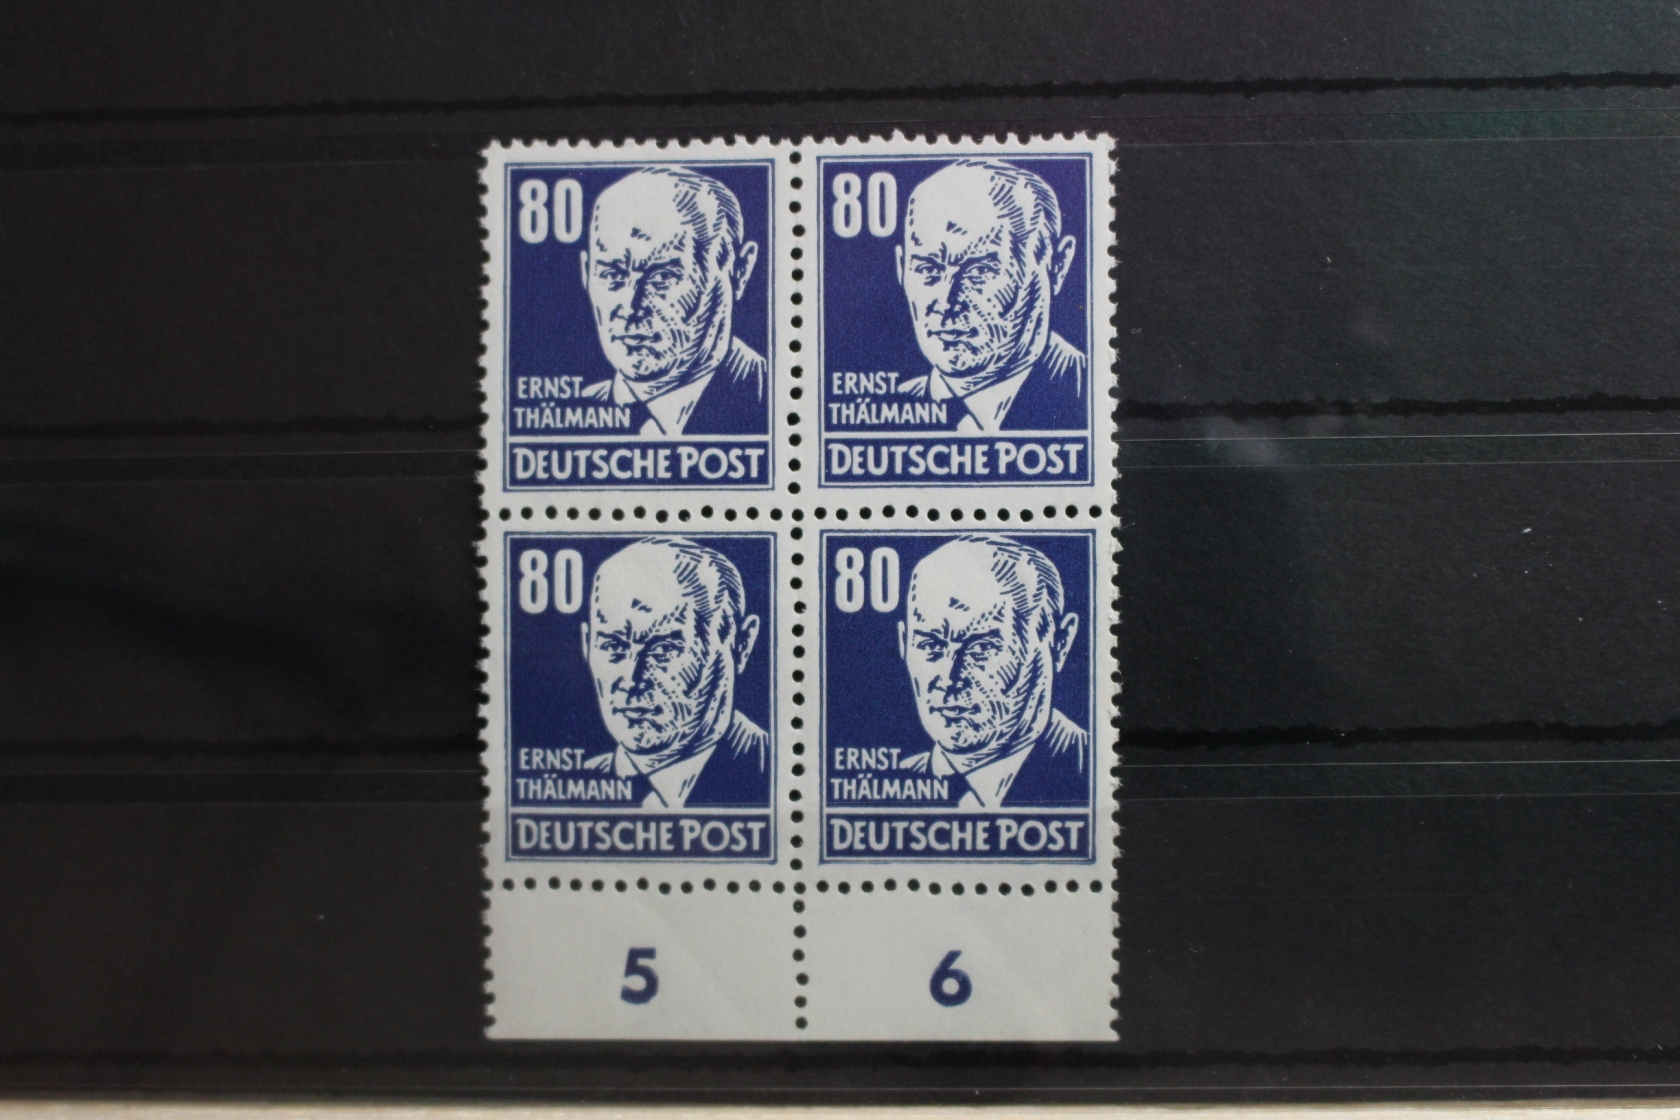 80
ERNST
THÄLMANN
DEUTSCHE POST
80
ERNST
THÄLMANN
DEUTSCHE POST
80
ERNST
THÄLMANN
DEUTSCHE POST
80
ERNST
THÄLMANN
DEUTSCHE POST
5
6